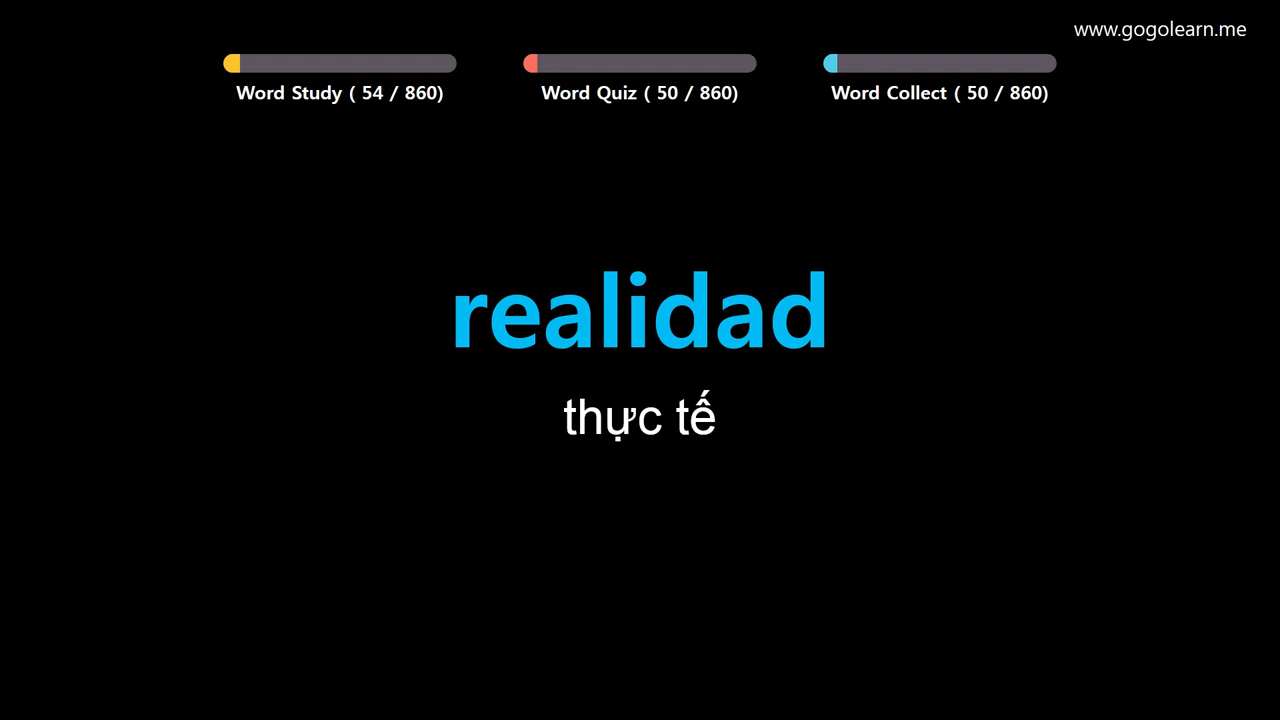 www.gogolearn.me
Word Study ( 54 / 860)
Word Quiz ( 50 / 860)
Word Collect ( 50 / 860)
realidad
thực tế